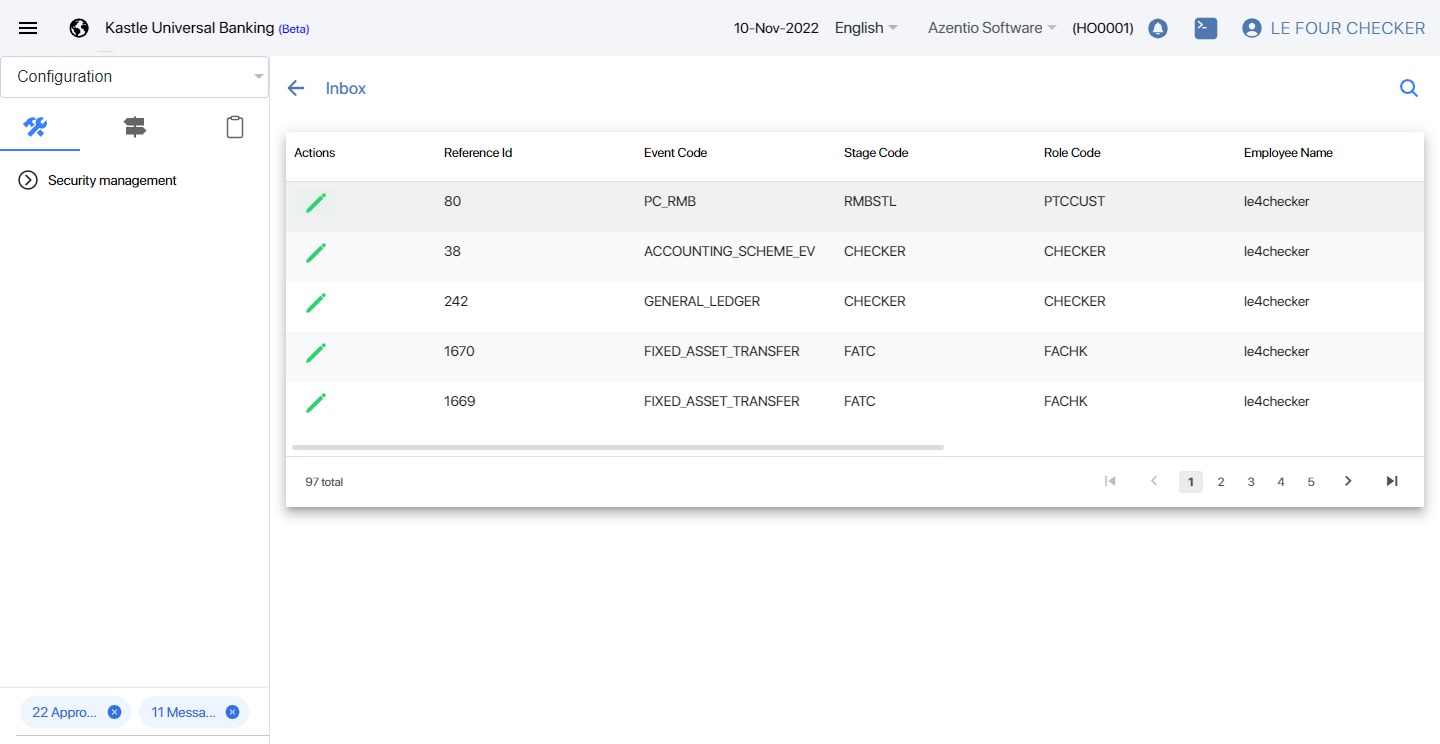 Kastle Universal Banking (Beta) 10-Nov-2022 English Azentio Software (HO0001) LE FOUR CHECKER
Configuration
Inbox
Security management
Actions Reference Id Event Code Stage Code Role Code Employee Name
80 PC_RMB RMBSTL PTCCUST le4checker
38 ACCOUNTING_SCHEME_EV CHECKER CHECKER le4checker
242 GENERAL_LEDGER CHECKER CHECKER le4checker
1670 FIXED_ASSET_TRANSFER FATC FACHK le4checker
1669 FIXED_ASSET_TRANSFER FATC FACHK le4checker
97 total 1 2 3 4 5
22 Appro... 11 Messa...